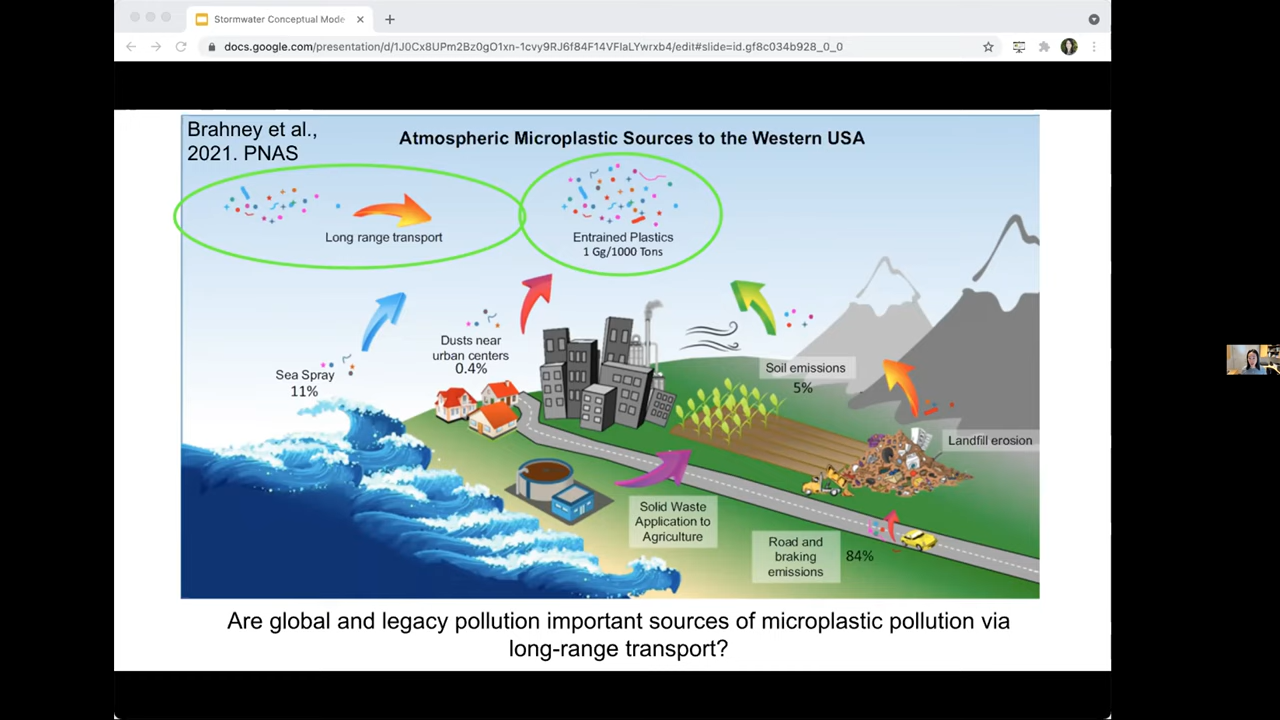 Stormwater Conceptual Mode
docs.google.com/presentation/d/1J0Cx8UPm2Bz0gO1xn-1cvy9RJ6f84F14VFlaLYwrxb4/edit#slide=id.gf8c034b928_0_0
Brahney et al.,
2021. PNAS
Atmospheric Microplastic Sources to the Western USA
Long range transport
Entrained Plastics
1 Gg/1000 Tons
Dusts near
urban centers
0.4%
Sea Spray
11%
Soil emissions
5%
Landfill erosion
Solid Waste
Application to
Agriculture
Road and
braking
emissions
84%
Are global and legacy pollution important sources of microplastic pollution via
long-range transport?